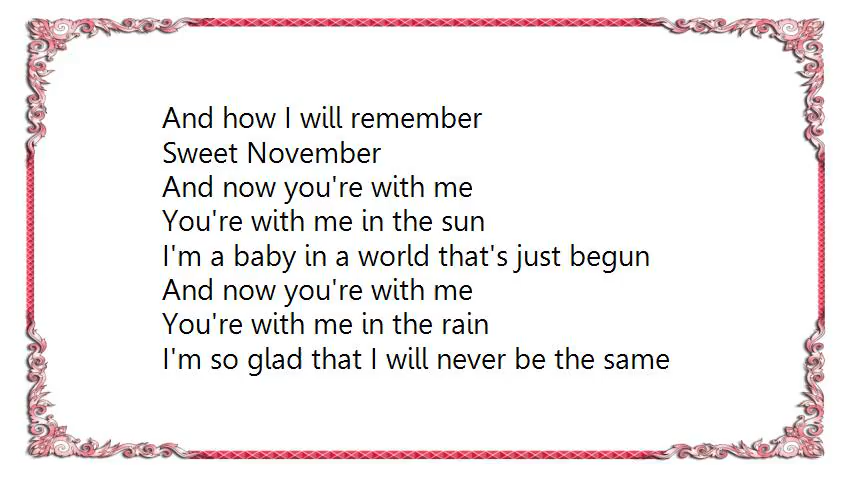 And how I will remember
Sweet November
And now you're with me
You're with me in the sun
I'm a baby in a world that's just begun
And now you're with me
You're with me in the rain
I'm so glad that I will never be the same